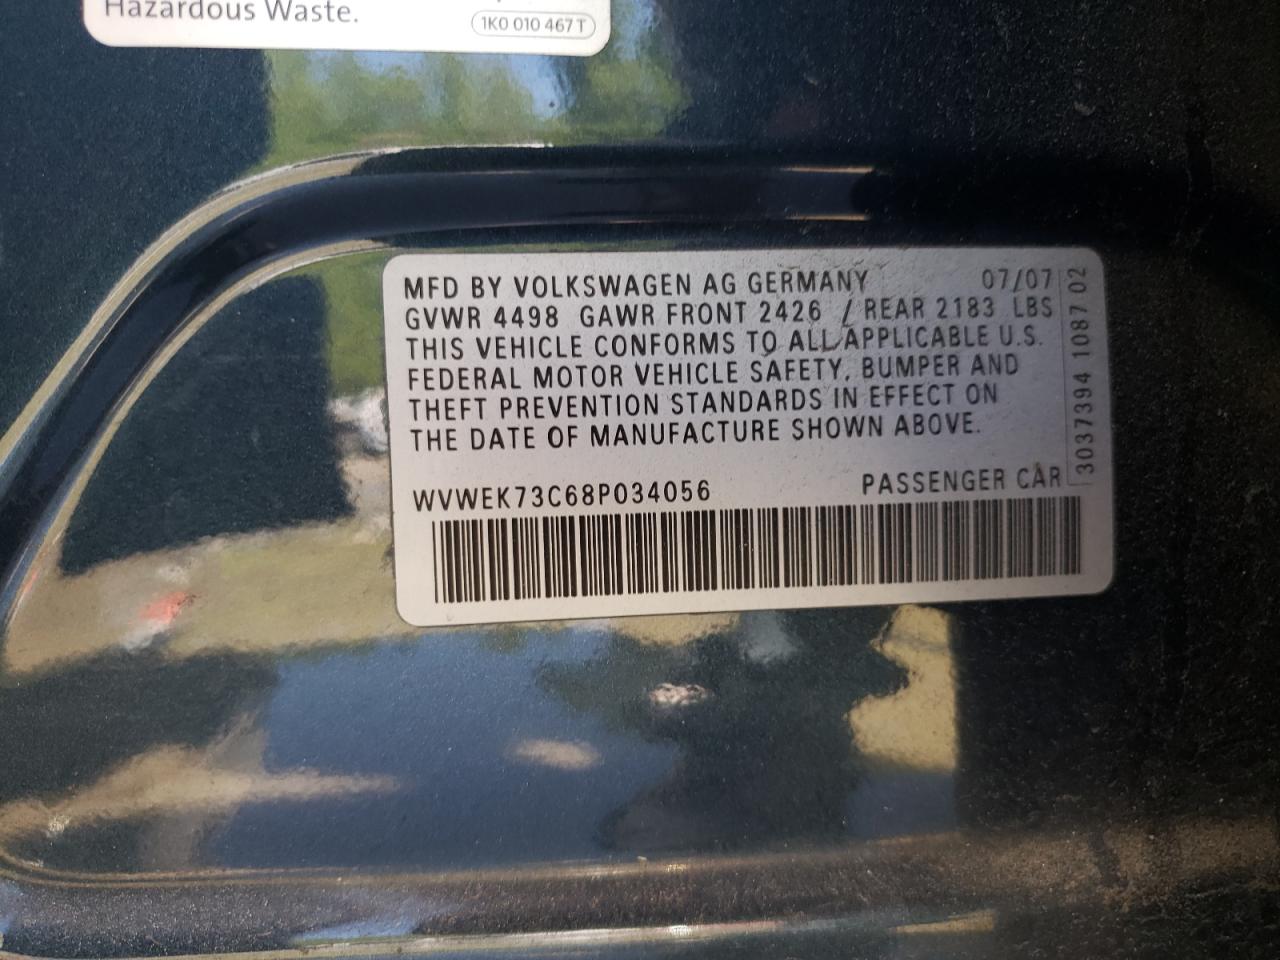 Hazardous Waste.
1K0 010 467 T
MFD BY VOLKSWAGEN AG GERMANY 07/07
GVWR 4498 GAWR FRONT 2426 / REAR 2183 LBS
THIS VEHICLE CONFORMS TO ALL APPLICABLE U.S.
FEDERAL MOTOR VEHICLE SAFETY, BUMPER AND
THEFT PREVENTION STANDARDS IN EFFECT ON
THE DATE OF MANUFACTURE SHOWN ABOVE.
WVWEK73C68P034056 PASSENGER CAR
3037394 1087 02